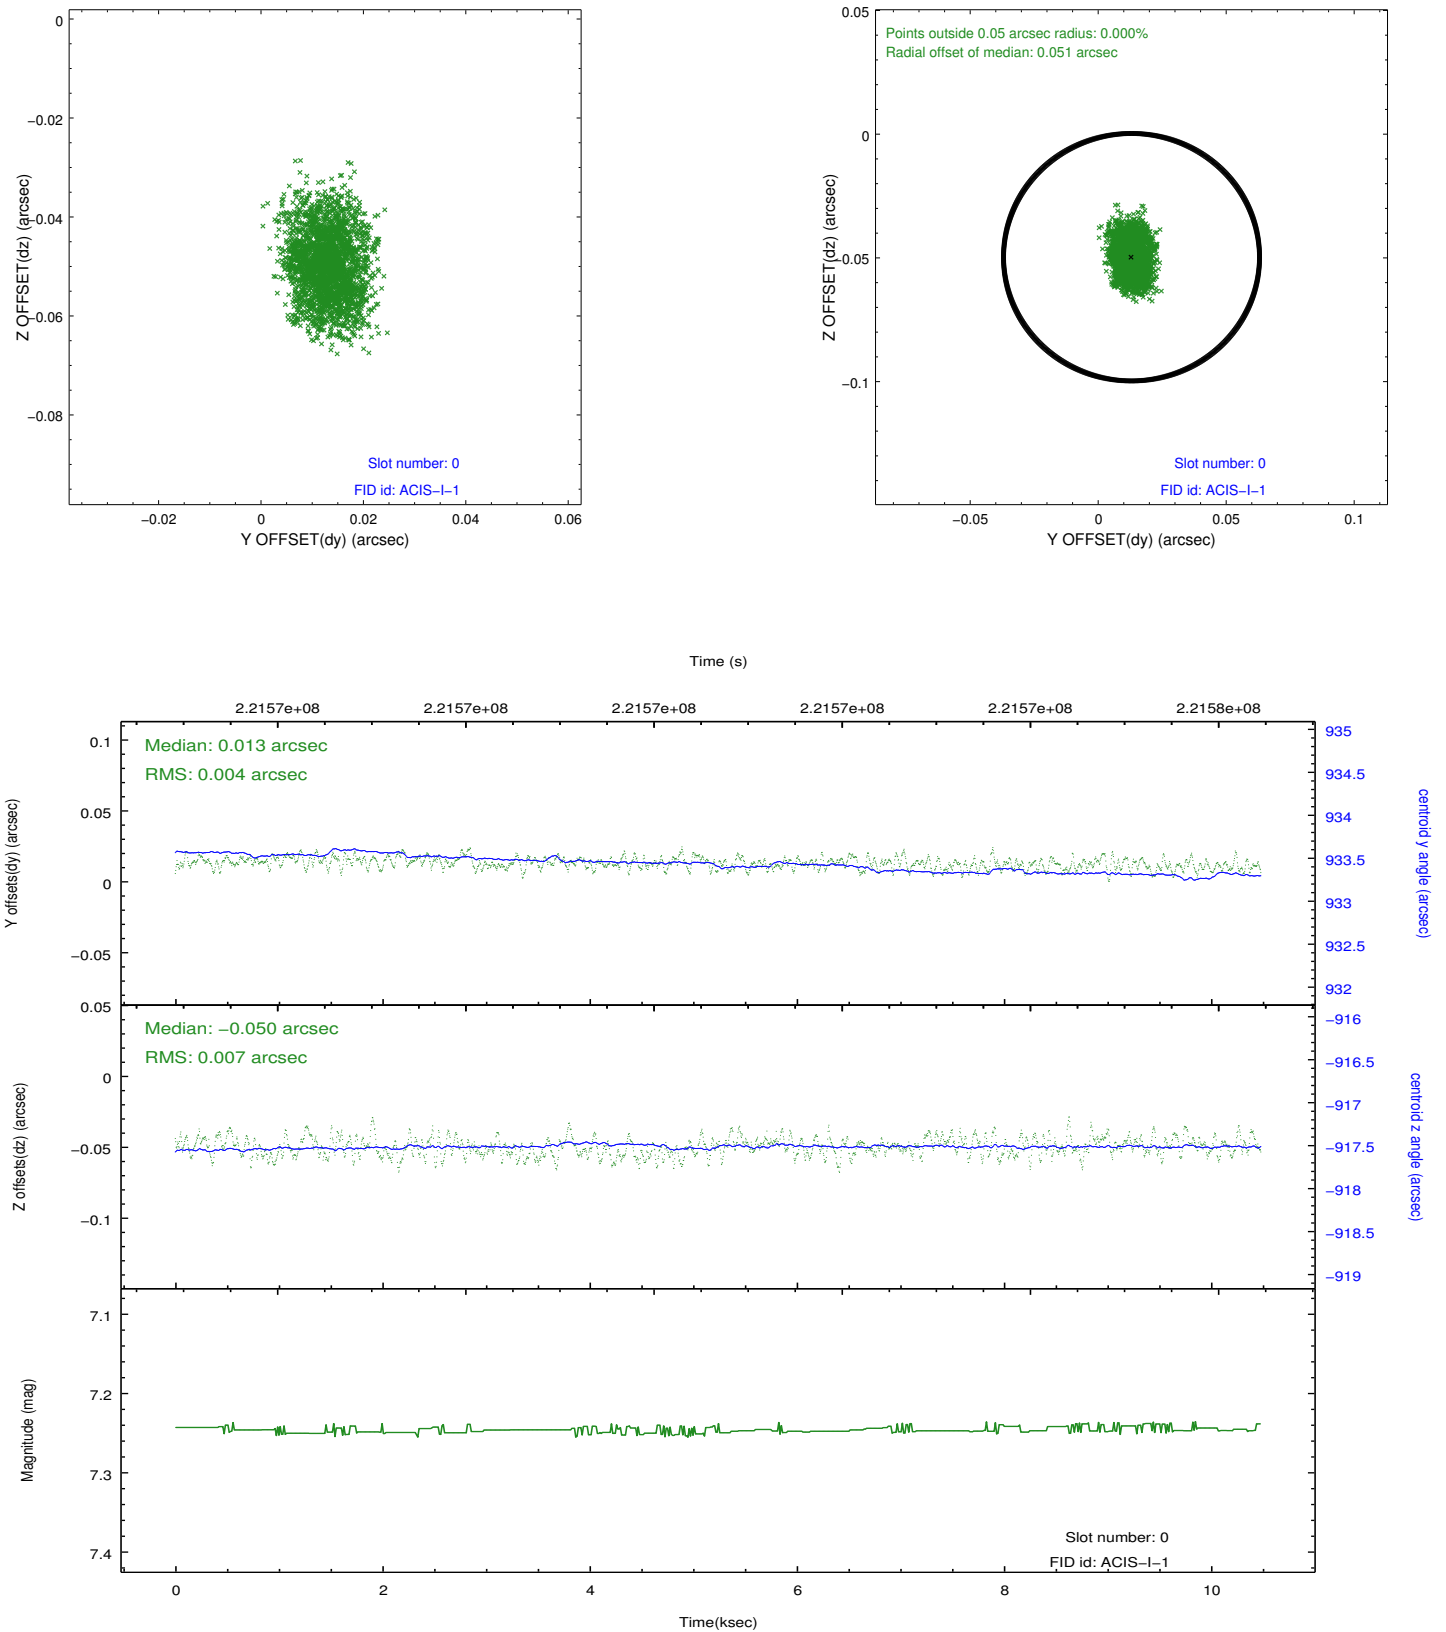 0
−0.02
−0.04
−0.06
−0.08
Z OFFSET(dz) (arcsec)
Slot number: 0
FID id: ACIS−I−1
−0.02
0
0.02
0.04
0.06
Y OFFSET(dy) (arcsec)
0.05
0
−0.05
−0.1
Z OFFSET(dz) (arcsec)
Points outside 0.05 arcsec radius: 0.000%
Radial offset of median: 0.051 arcsec
Slot number: 0
FID id: ACIS−I−1
−0.05
0
0.05
0.1
Y OFFSET(dy) (arcsec)
Time (s)
2.2157e+08
2.2157e+08
2.2157e+08
2.2157e+08
2.2157e+08
2.2158e+08
Median: 0.013 arcsec
RMS: 0.004 arcsec
0.1
0.05
0
−0.05
Y offsets(dy) (arcsec)
935
934.5
934
933.5
933
932.5
932
centroid y angle (arcsec)
Median: −0.050 arcsec
RMS: 0.007 arcsec
0.05
0
−0.05
−0.1
Z offsets(dz) (arcsec)
−916
−916.5
−917
−917.5
−918
−918.5
−919
centroid z angle (arcsec)
7.1
7.2
7.3
7.4
Magnitude (mag)
Slot number: 0
FID id: ACIS−I−1
0
2
4
6
8
10
Time(ksec)